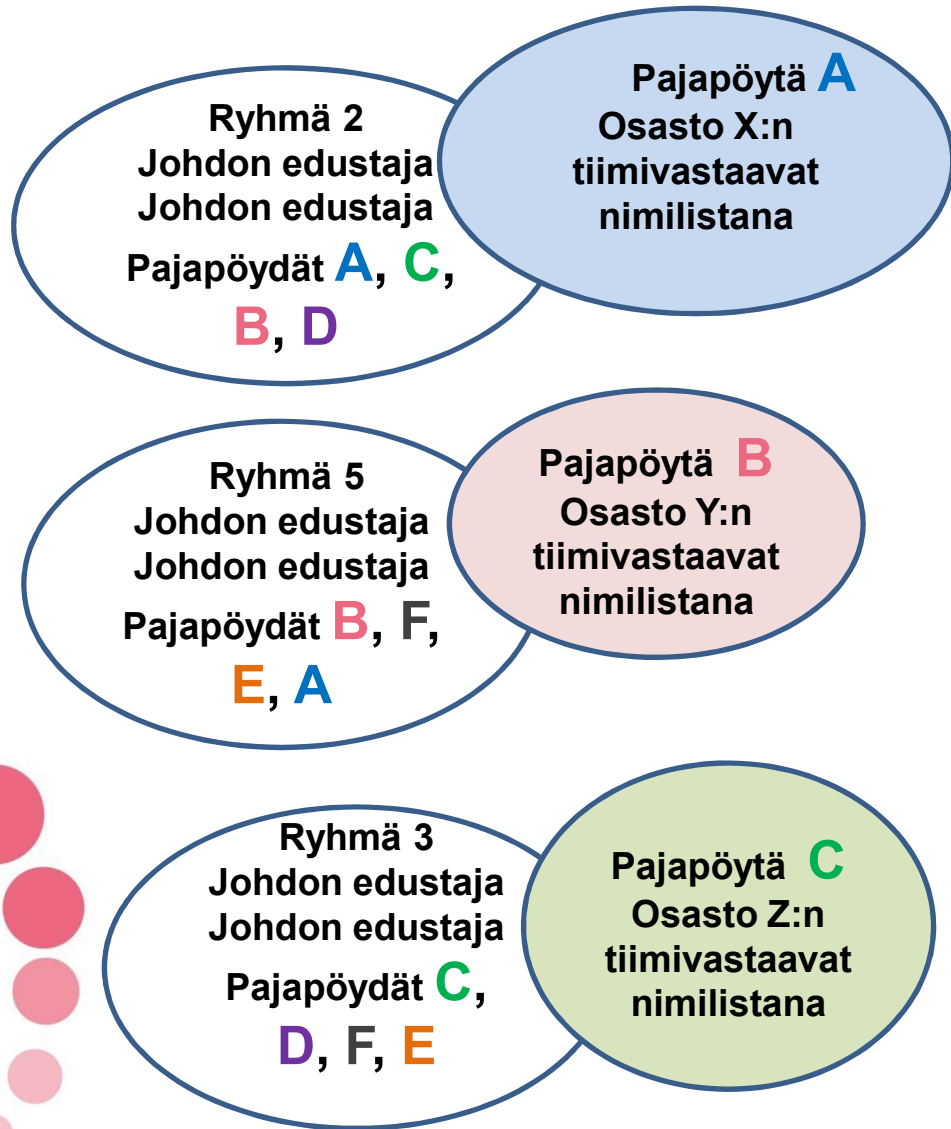 Ryhmä 2
Johdon edustaja
Johdon edustaja
Pajapöydät A, C,
B, D
Pajapöytä A
Osasto X:n
tiimivastaavat
nimilistana
Ryhmä 5
Johdon edustaja
Johdon edustaja
Pajapöydät B, F,
E, A
Pajapöytä B
Osasto Y:n
tiimivastaavat
nimilistana
Ryhmä 3
Johdon edustaja
Johdon edustaja
Pajapöydät C,
D, F, E
Pajapöytä C
Osasto Z:n
tiimivastaavat
nimilistana